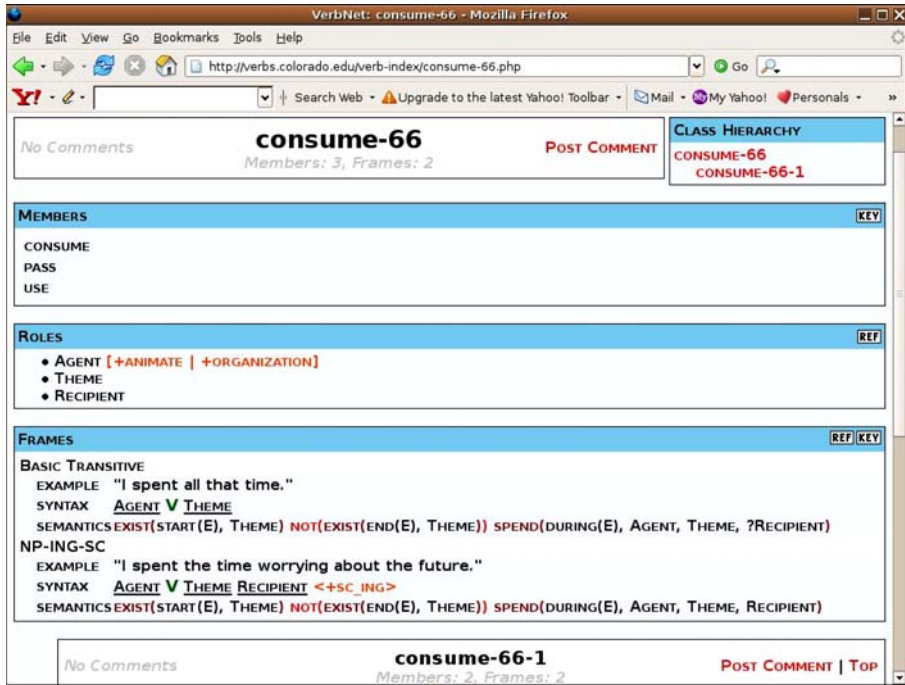 VerbNet: consume-66 - Mozilla Firefox
File Edit View Go Bookmarks Tools Help
http://verbs.colorado.edu/verb-index/consume-66.php Go
Y! Search Web Upgrade to the latest Yahoo! Toolbar Mail My Yahoo! Personals »
No Comments consume-66 POST COMMENT
Members: 3, Frames: 2
CLASS HIERARCHY
CONSUME-66
CONSUME-66-1
MEMBERS KEY
CONSUME
PASS
USE
ROLES REF
• AGENT [+ANIMATE | +ORGANIZATION]
• THEME
• RECIPIENT
FRAMES REF KEY
BASIC TRANSITIVE
EXAMPLE "I spent all that time."
SYNTAX AGENT V THEME
SEMANTICS EXIST(START(E), THEME) NOT(EXIST(END(E), THEME)) SPEND(DURING(E), AGENT, THEME, ?RECIPIENT)
NP-ING-SC
EXAMPLE "I spent the time worrying about the future."
SYNTAX AGENT V THEME RECIPIENT <+SC_ING>
SEMANTICS EXIST(START(E), THEME) NOT(EXIST(END(E), THEME)) SPEND(DURING(E), AGENT, THEME, RECIPIENT)
No Comments consume-66-1 POST COMMENT | TOP
Members: 2, Frames: 2